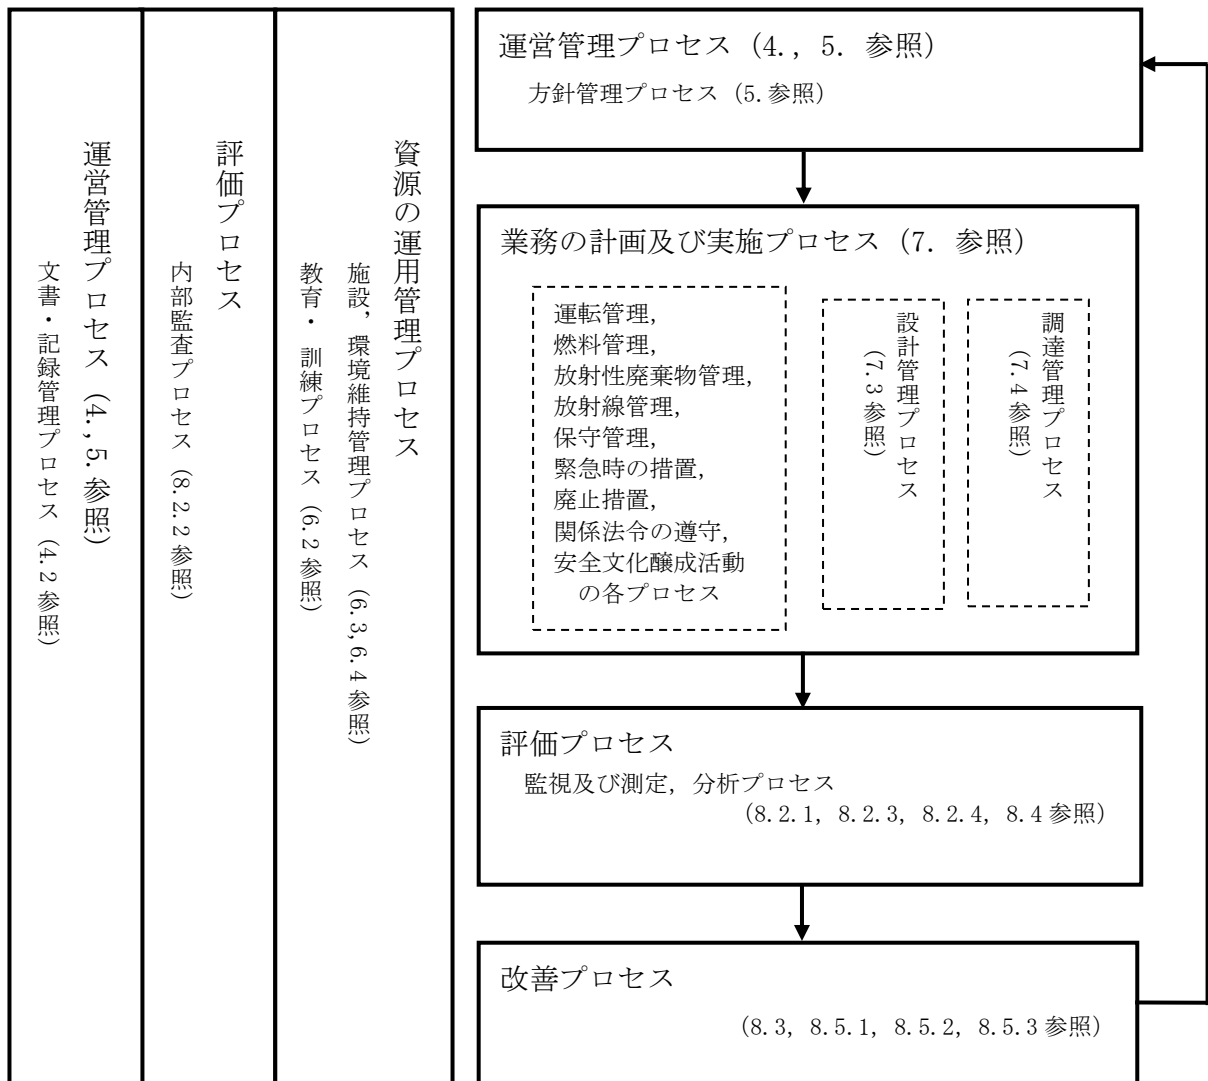 運営管理プロセス（4.,5.参照）
文書・記録管理プロセス（4.2参照）
評価プロセス
内部監査プロセス（8.2.2参照）
資源の運用管理プロセス
施設，環境維持管理プロセス（6.3,6.4参照）
教育・訓練プロセス（6.2参照）
運営管理プロセス（4.，5. 参照）
方針管理プロセス（5.参照）
業務の計画及び実施プロセス（7. 参照）
運転管理，
燃料管理，
放射性廃棄物管理，
放射線管理，
保守管理，
緊急時の措置，
廃止措置，
関係法令の遵守，
安全文化醸成活動
の各プロセス
設計管理プロセス
（7.3参照）
調達管理プロセス
（7.4参照）
評価プロセス
監視及び測定，分析プロセス
（8.2.1，8.2.3，8.2.4，8.4参照）
改善プロセス
（8.3，8.5.1，8.5.2，8.5.3参照）